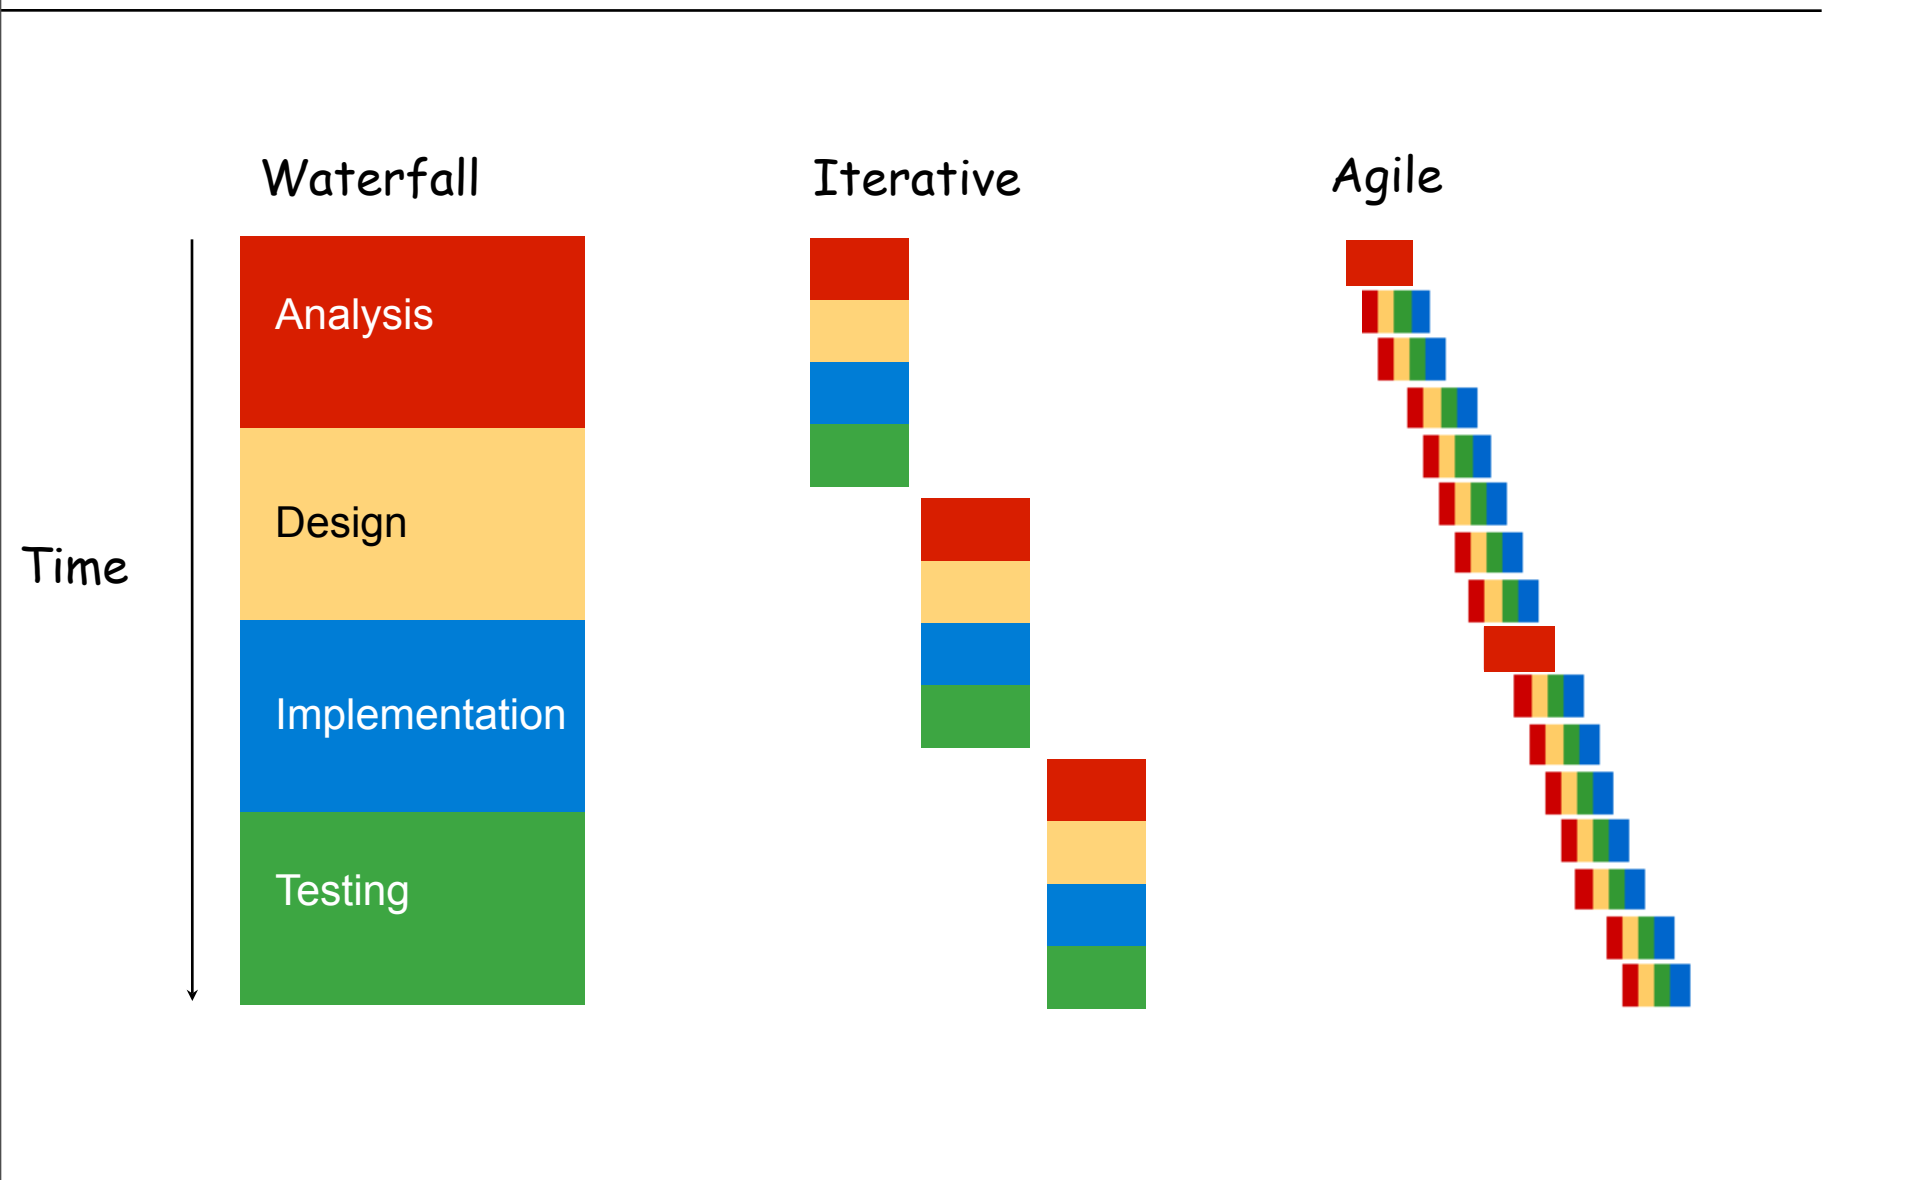 Waterfall
Iterative
Agile
Analysis
Design
Time
Implementation
Testing